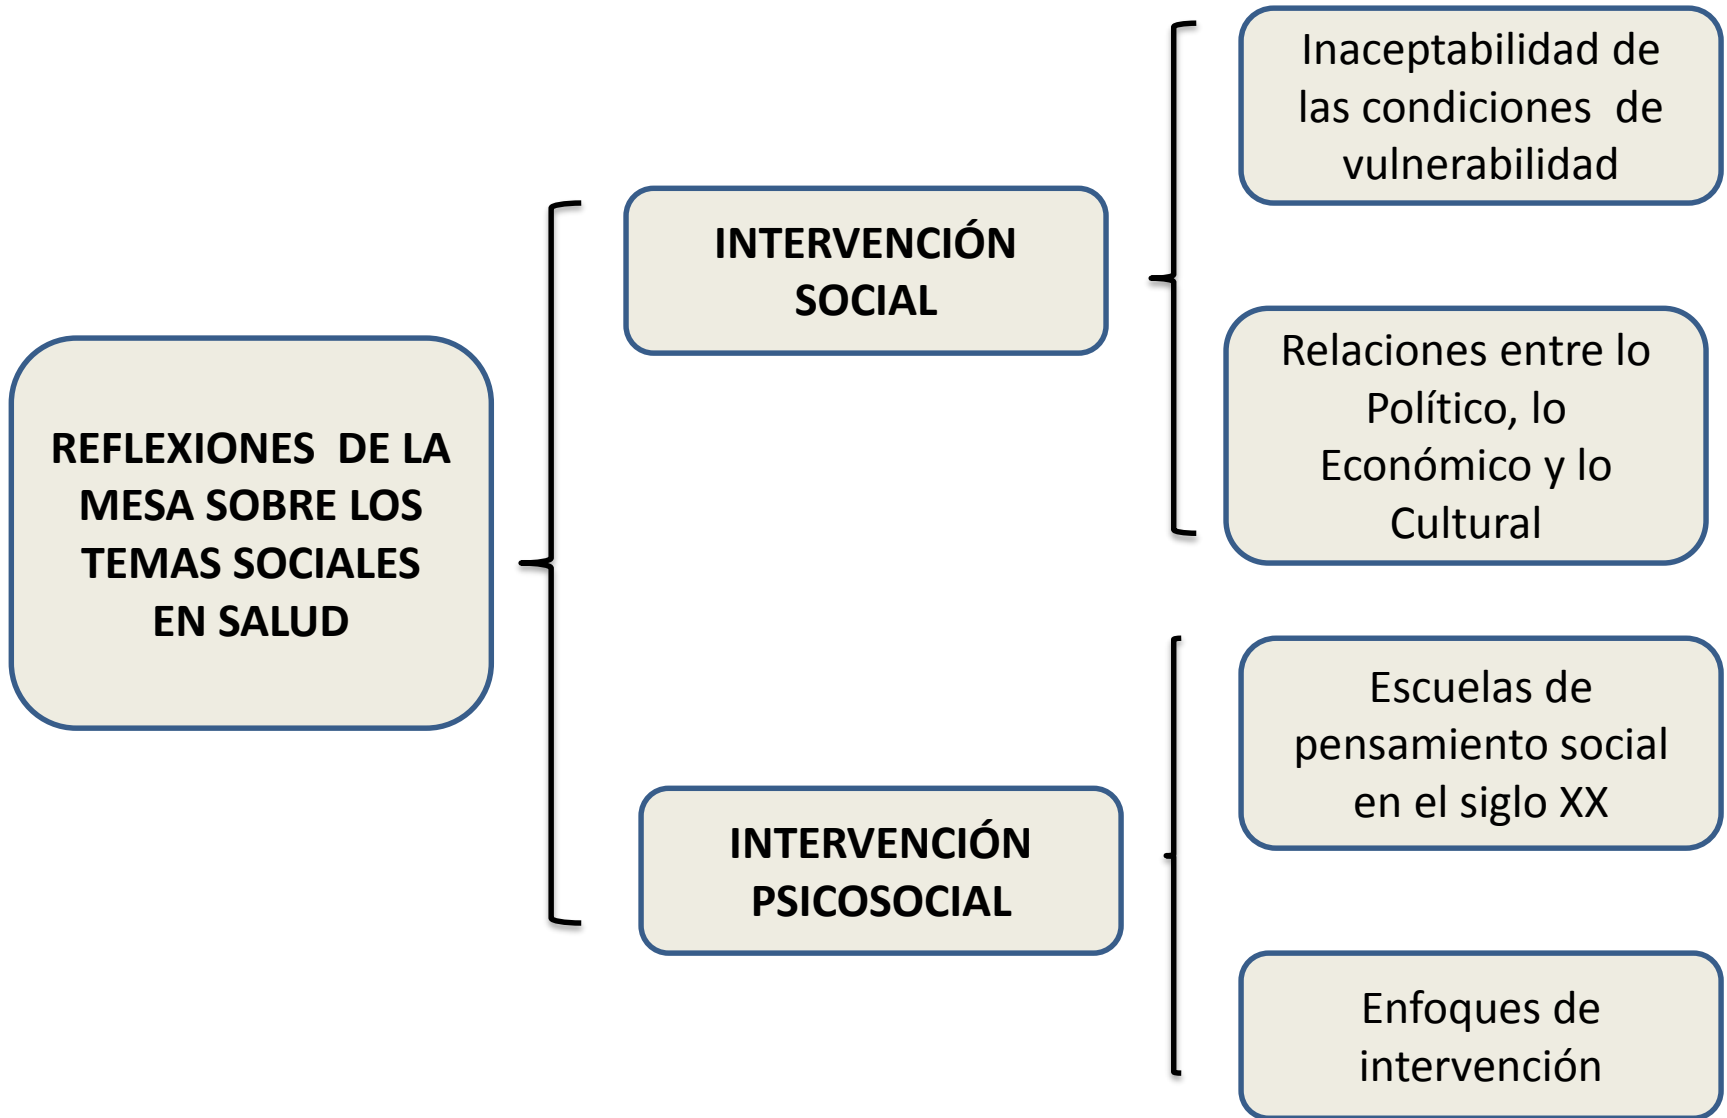 REFLEXIONES DE LA
MESA SOBRE LOS
TEMAS SOCIALES
EN SALUD
INTERVENCIÓN
SOCIAL
Inaceptabilidad de
las condiciones de
vulnerabilidad
Relaciones entre lo
Político, lo
Económico y lo
Cultural
INTERVENCIÓN
PSICOSOCIAL
Escuelas de
pensamiento social
en el siglo XX
Enfoques de
intervención